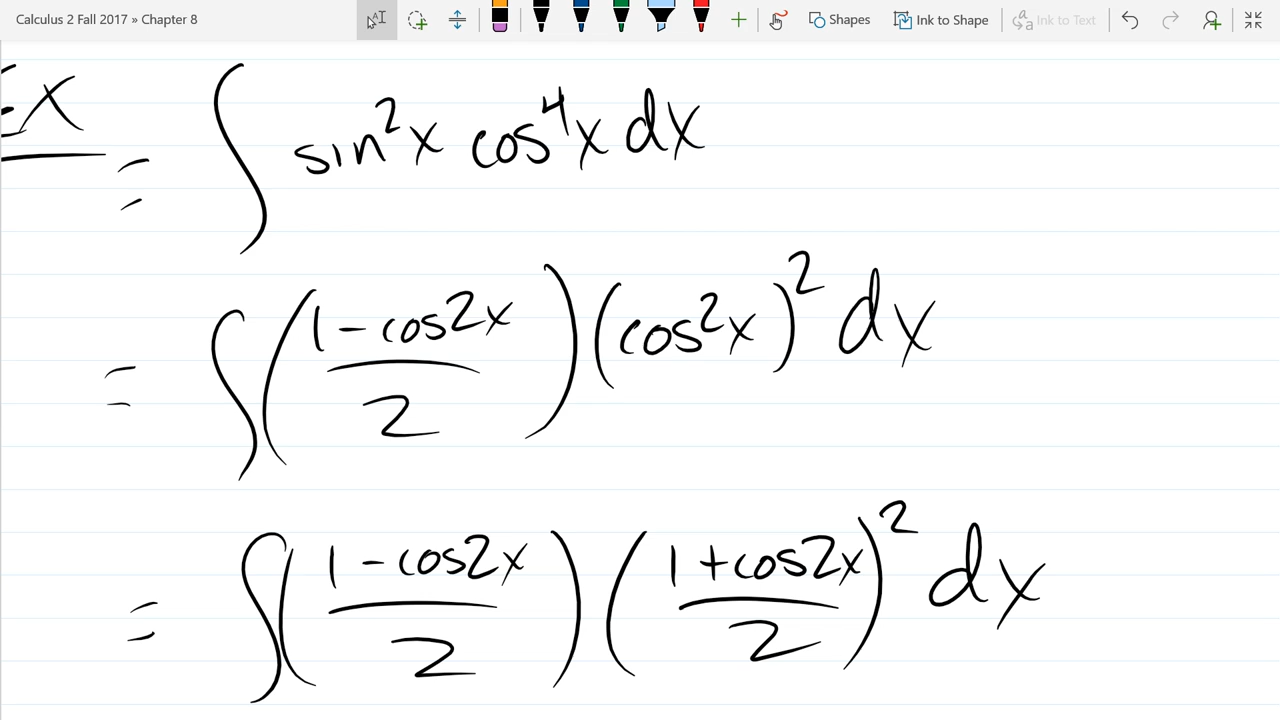 Calculus 2 Fall 2017 » Chapter 8 Shapes Ink to Shape Ink to Text
EX = ∫ sin²x cos⁴x dx
= ∫ ((1 - cos2x)/2) (cos²x)² dx
= ∫ ((1 - cos2x)/2) ((1 + cos2x)/2)² dx